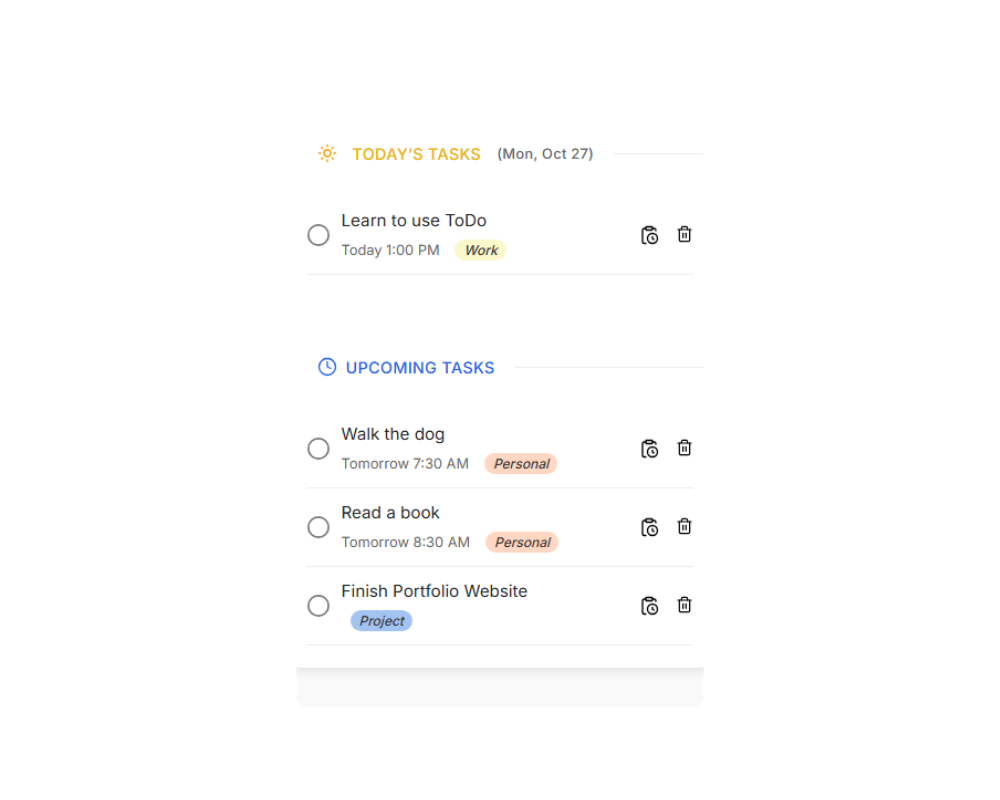 TODAY'S TASKS (Mon, Oct 27)
Learn to use ToDo
Today 1:00 PM Work
UPCOMING TASKS
Walk the dog
Tomorrow 7:30 AM Personal
Read a book
Tomorrow 8:30 AM Personal
Finish Portfolio Website
Project